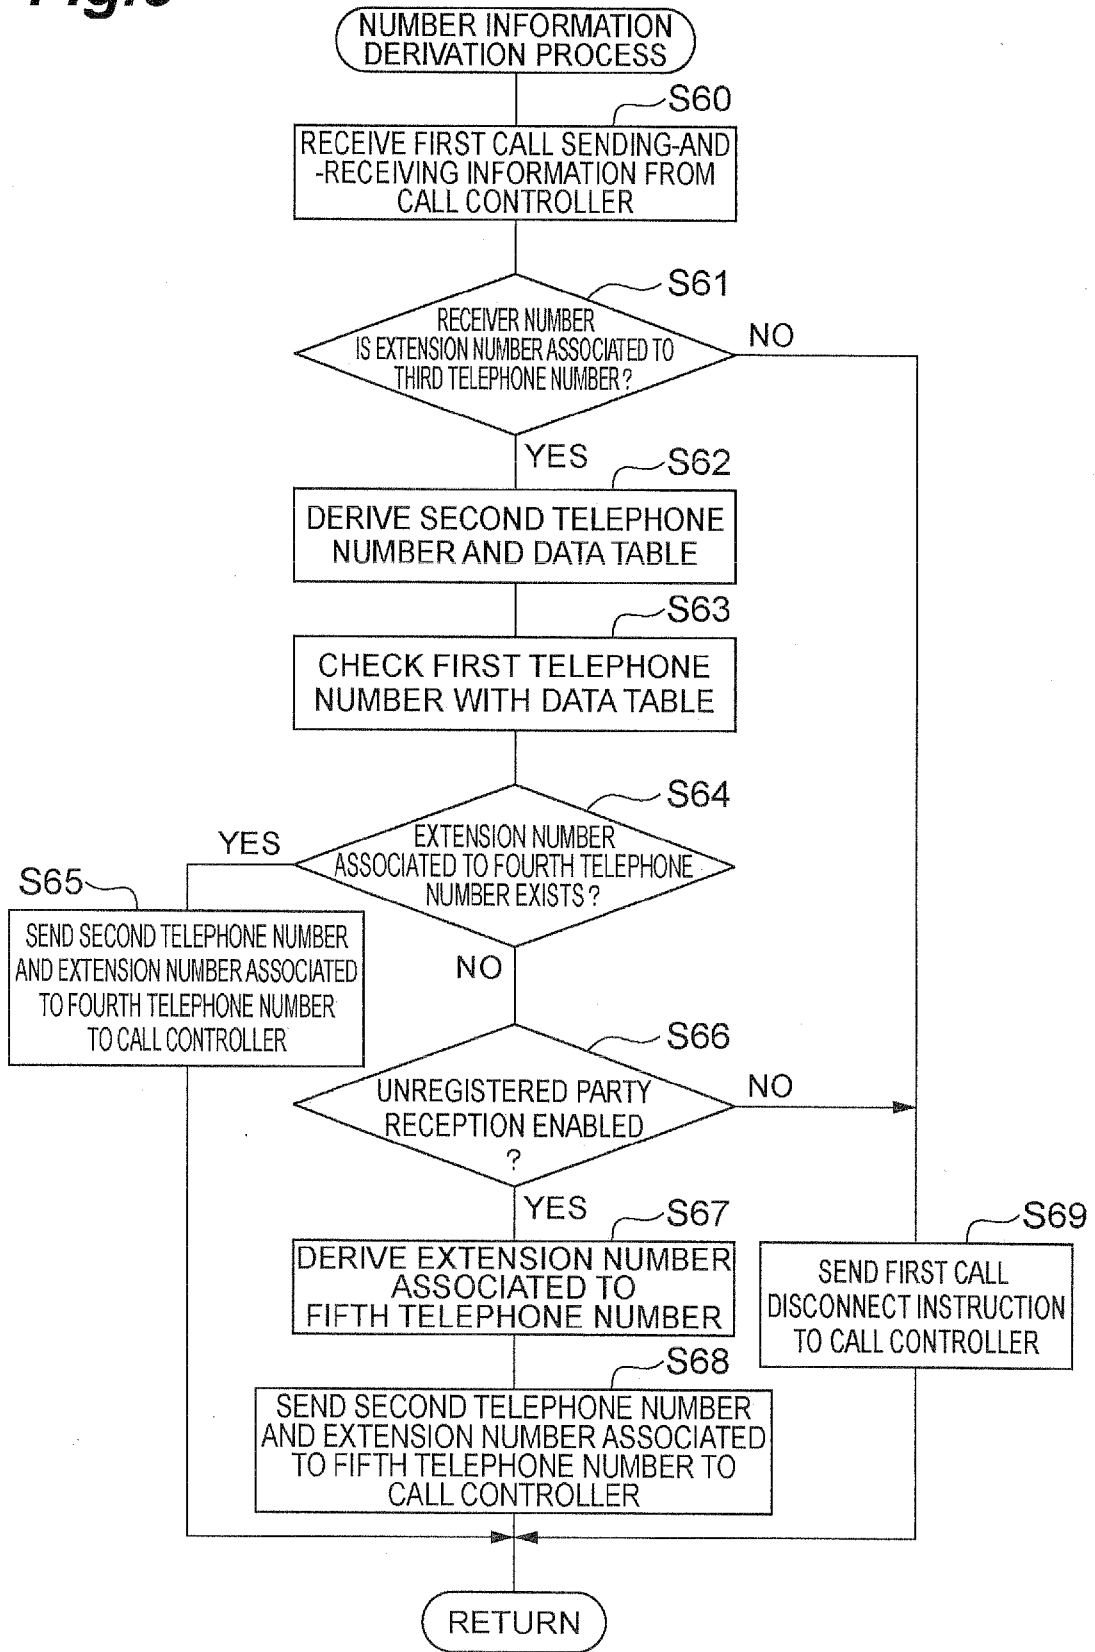 NUMBER INFORMATION
DERIVATION PROCESS
S60
RECEIVE FIRST CALL SENDING-AND
-RECEIVING INFORMATION FROM
CALL CONTROLLER
S61
RECEIVER NUMBER
IS EXTENSION NUMBER ASSOCIATED TO
THIRD TELEPHONE NUMBER?
NO
YES
S62
DERIVE SECOND TELEPHONE
NUMBER AND DATA TABLE
S63
CHECK FIRST TELEPHONE
NUMBER WITH DATA TABLE
S64
EXTENSION NUMBER
ASSOCIATED TO FOURTH TELEPHONE
NUMBER EXISTS?
YES
S65
SEND SECOND TELEPHONE NUMBER
AND EXTENSION NUMBER ASSOCIATED
TO FOURTH TELEPHONE NUMBER
TO CALL CONTROLLER
NO
S66
UNREGISTERED PARTY
RECEPTION ENABLED
?
NO
YES
S67
DERIVE EXTENSION NUMBER
ASSOCIATED TO
FIFTH TELEPHONE NUMBER
S69
SEND FIRST CALL
DISCONNECT INSTRUCTION
TO CALL CONTROLLER
S68
SEND SECOND TELEPHONE NUMBER
AND EXTENSION NUMBER ASSOCIATED
TO FIFTH TELEPHONE NUMBER TO
CALL CONTROLLER
RETURN